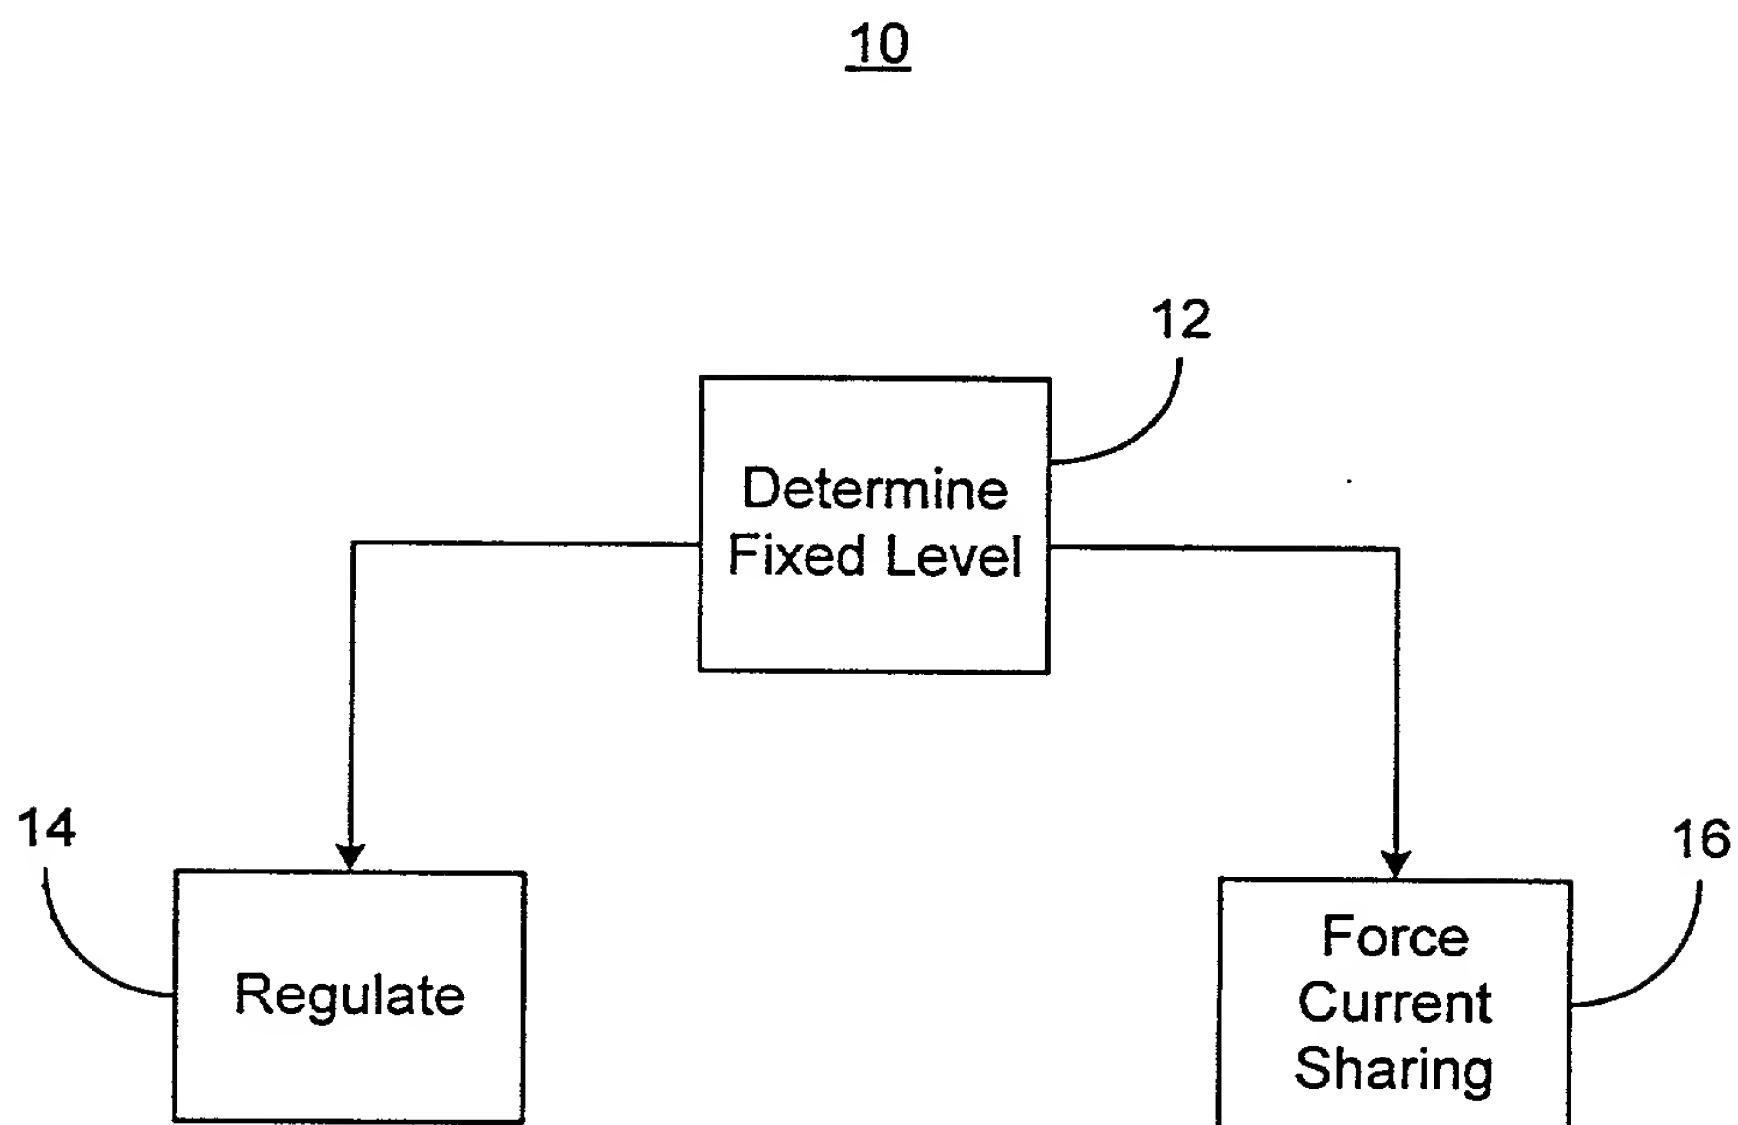 10
12
Determine
Fixed Level
14
Regulate
16
Force
Current
Sharing